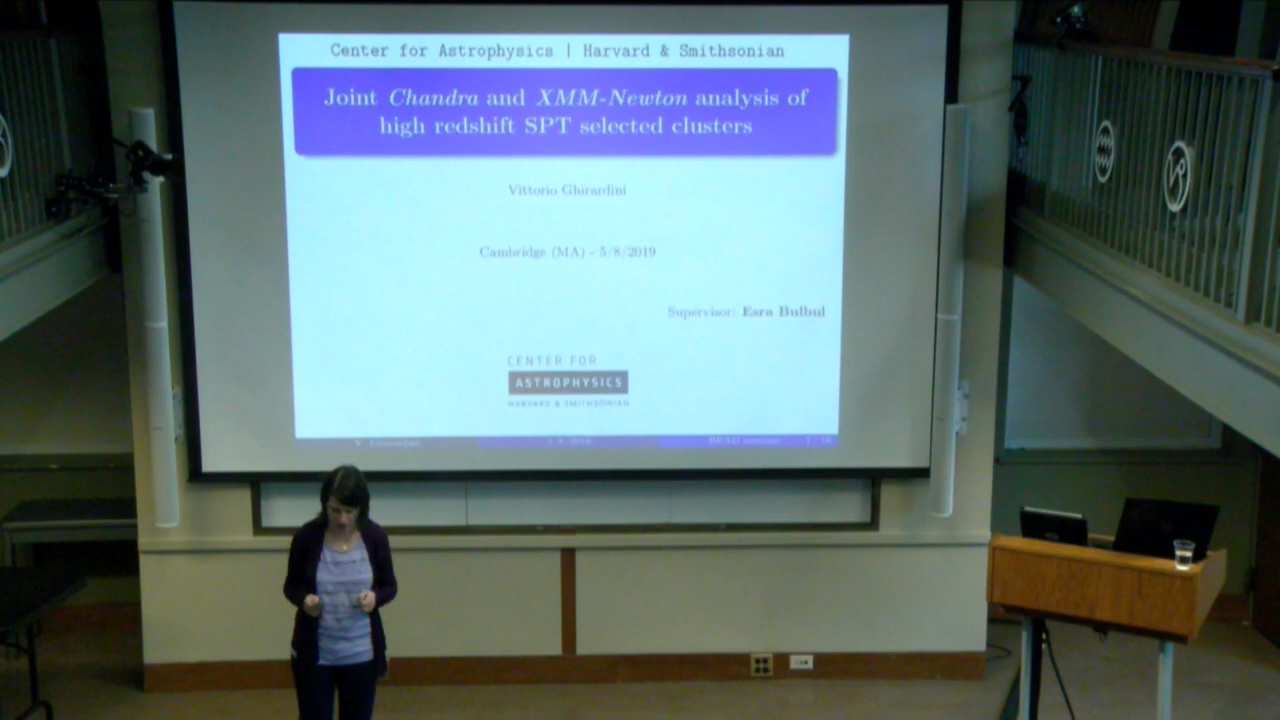 Center for Astrophysics | Harvard & Smithsonian
Joint Chandra and XMM-Newton analysis of
high redshift SPT selected clusters
Vittorio Ghirardini
Cambridge (MA) - 5/8/2019
Supervisor: Esra Bulbul
CENTER FOR
ASTROPHYSICS
HARVARD & SMITHSONIAN
V. Ghirardini